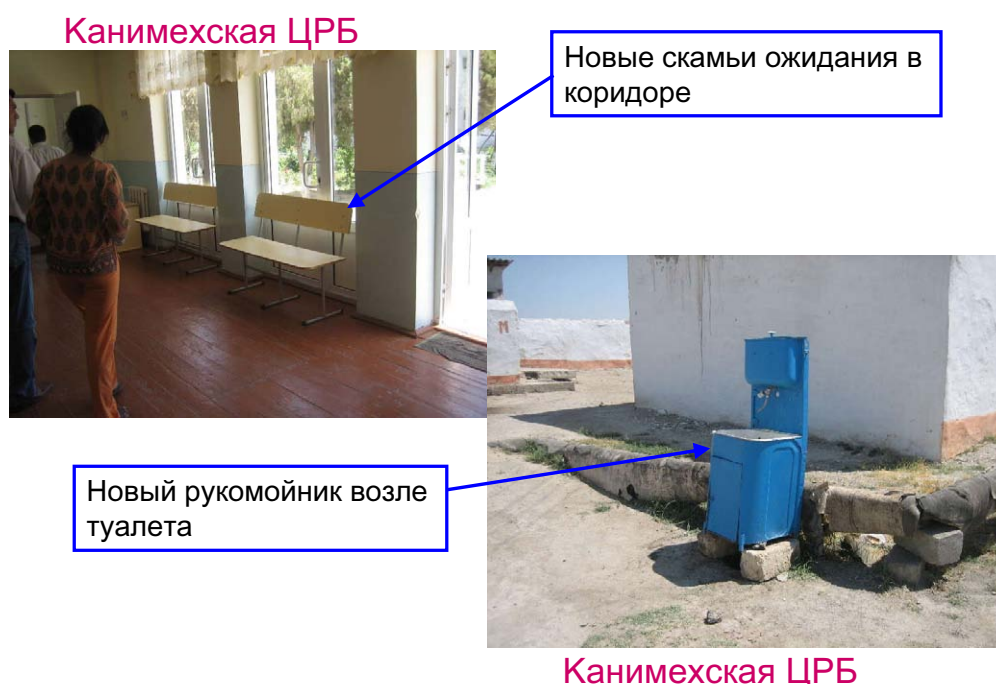 Канимехская ЦРБ
Новые скамьи ожидания в
коридоре
М
Новый рукомойник возле
туалета
Канимехская ЦРБ